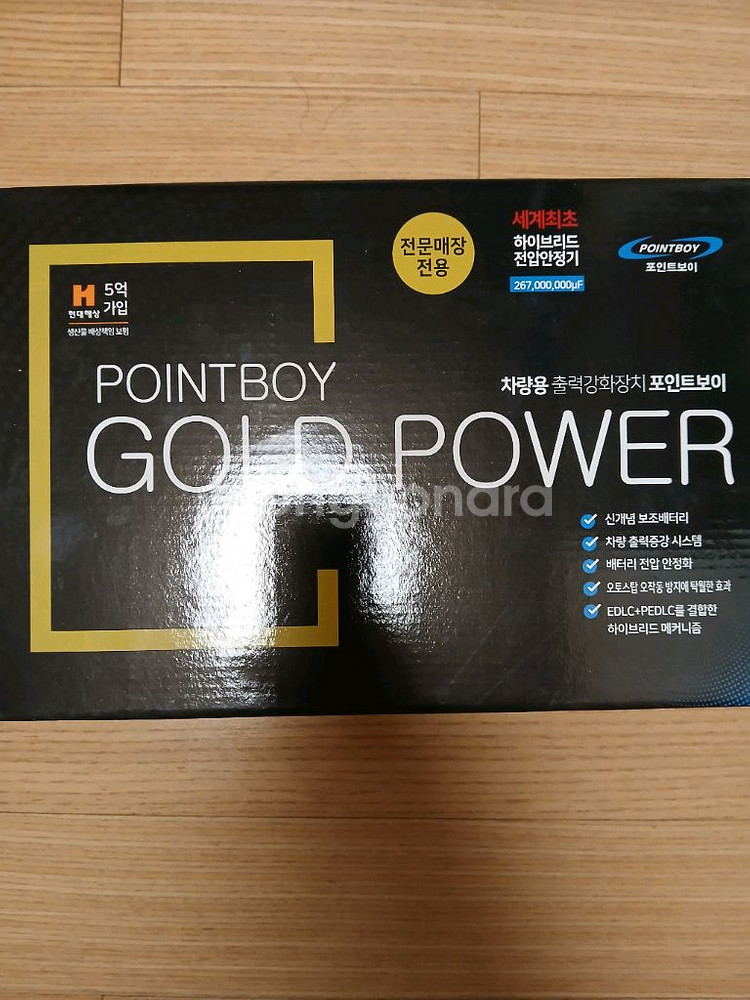 전문매장
전용
세계최초
하이브리드
전압안정기
267,000,000µF
POINTBOY
포인트보이
H
현대해상
5억
가입
생산물 배상책임 보험
POINTBOY
차량용 출력강화장치 포인트보이
GOLD POWER
신개념 보조배터리
차량 출력증강 시스템
배터리 전압 안정화
오토스탑 오작동 방지에 탁월한 효과
EDLC+PEDLC를 결합한
하이브리드 메커니즘